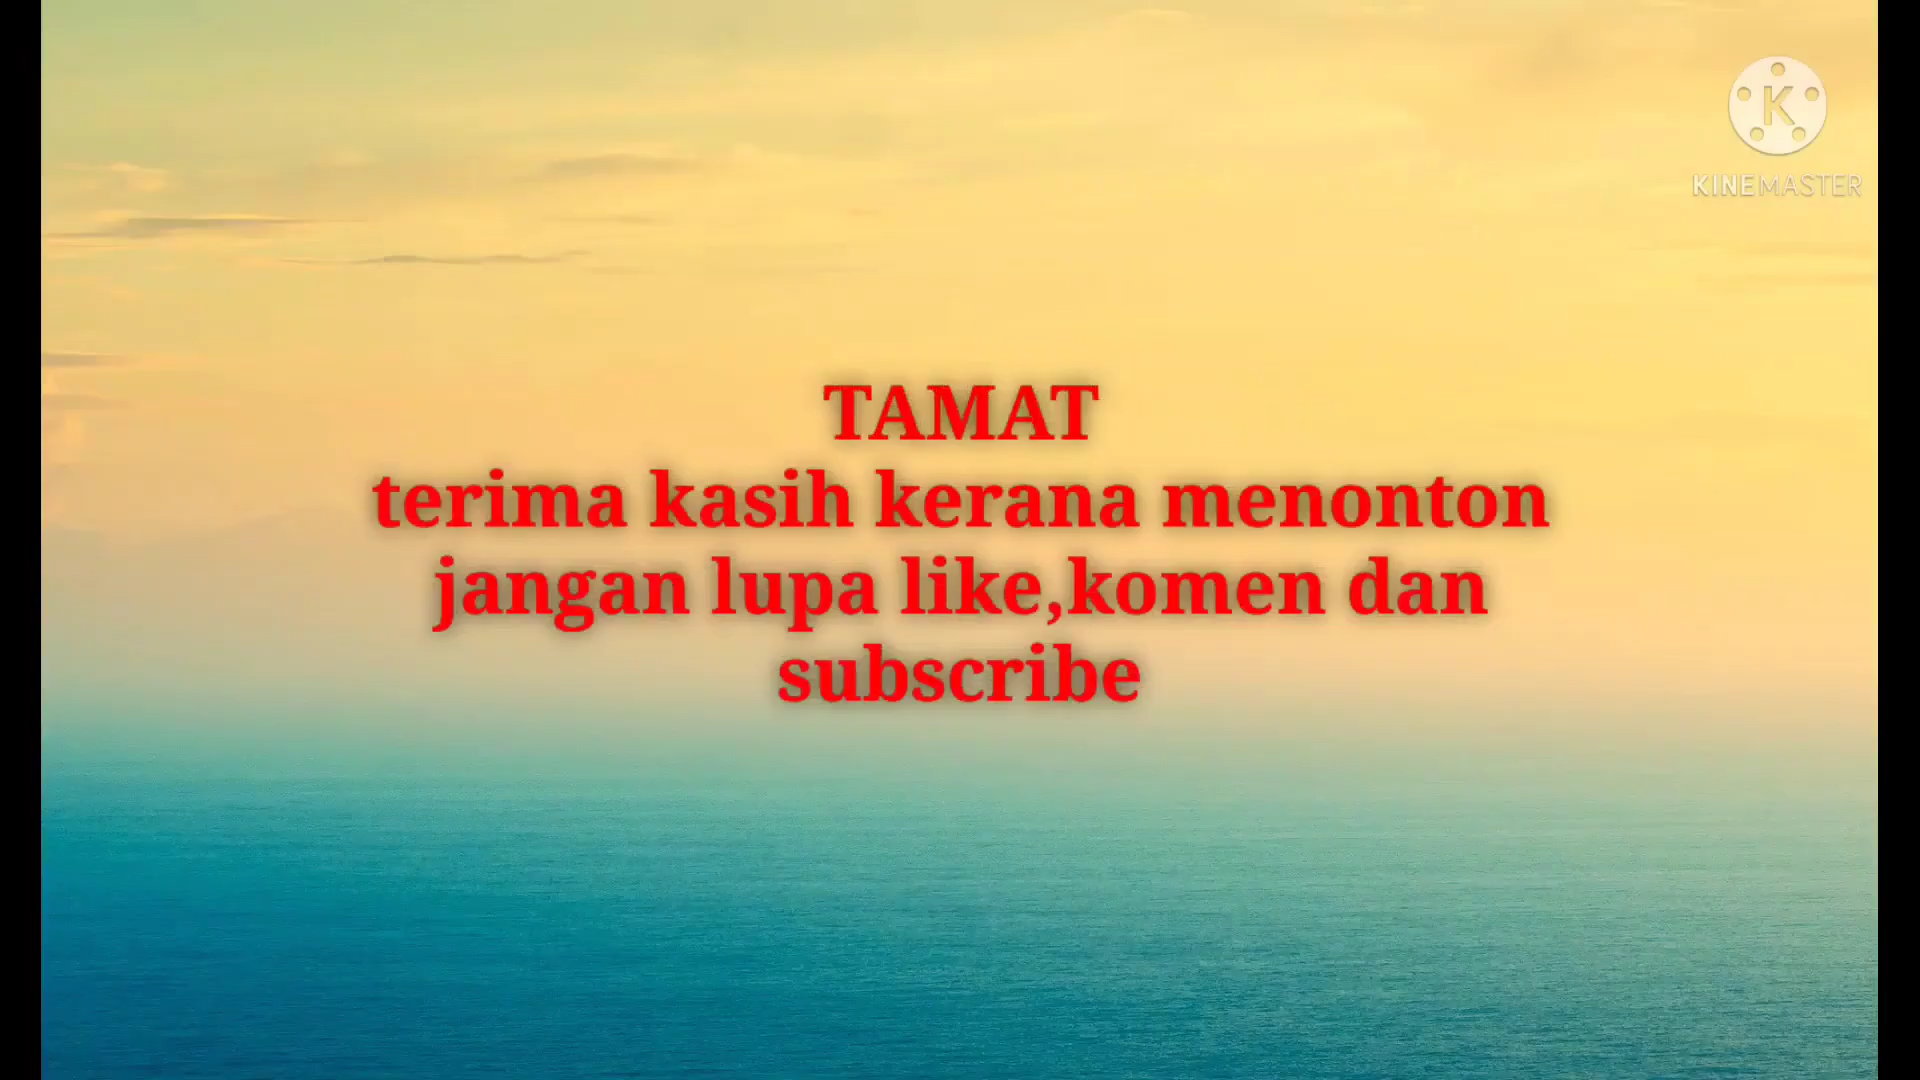 K
KINEMASTER
TAMAT
terima kasih kerana menonton
jangan lupa like,komen dan
subscribe